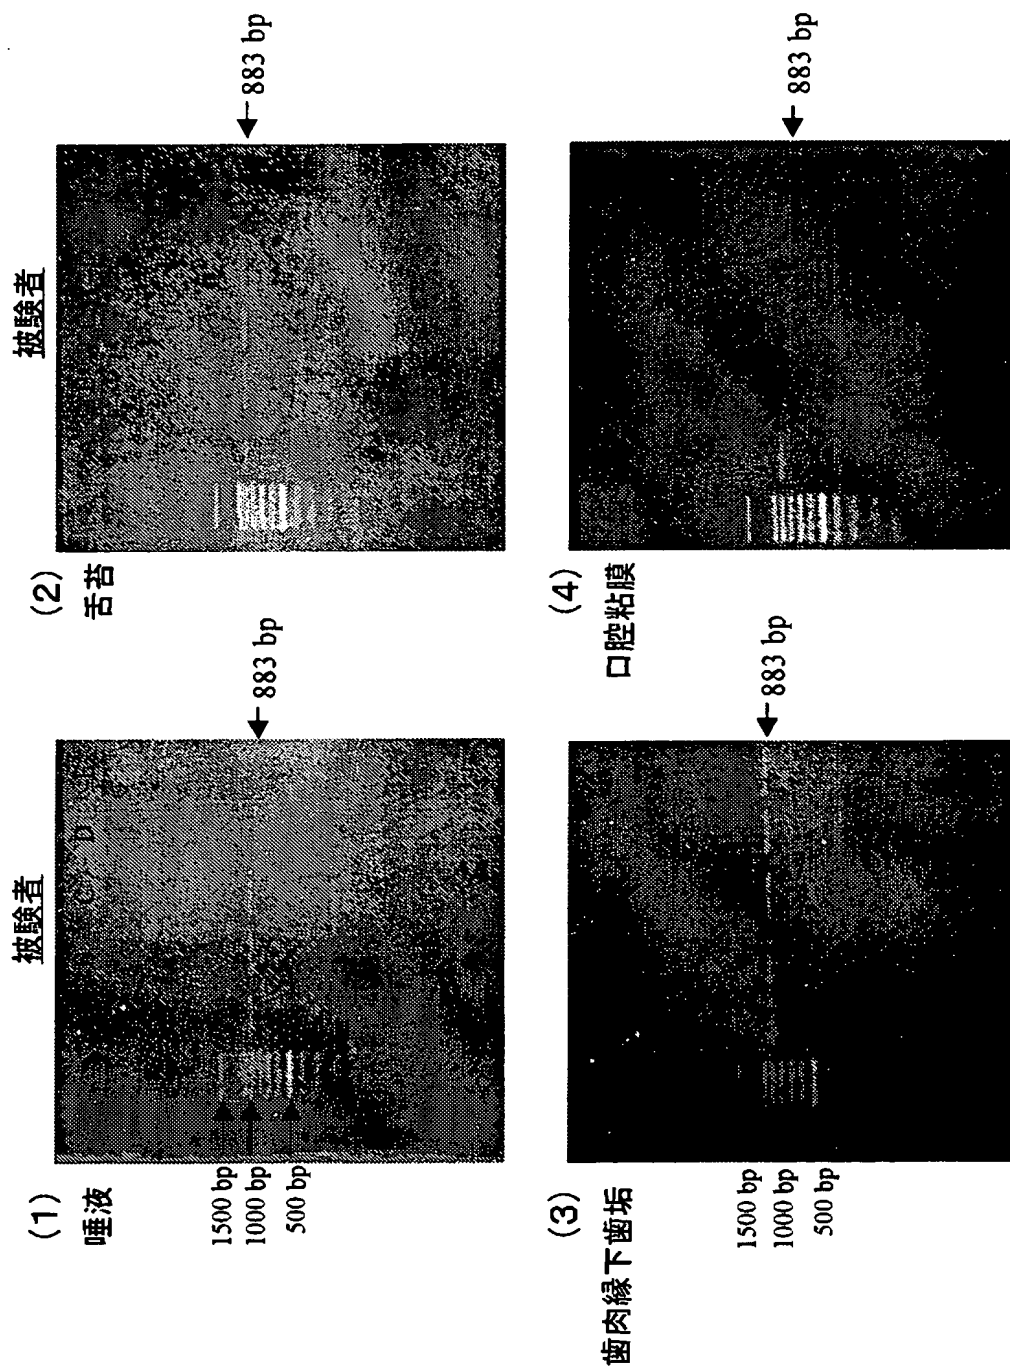 被験者
(1)
唾液
D
1500 bp
1000 bp
500 bp
883 bp
被験者
(2)
舌苔
883 bp
(3)
歯肉縁下歯垢
1500 bp
1000 bp
500 bp
883 bp
(4)
口腔粘膜
883 bp